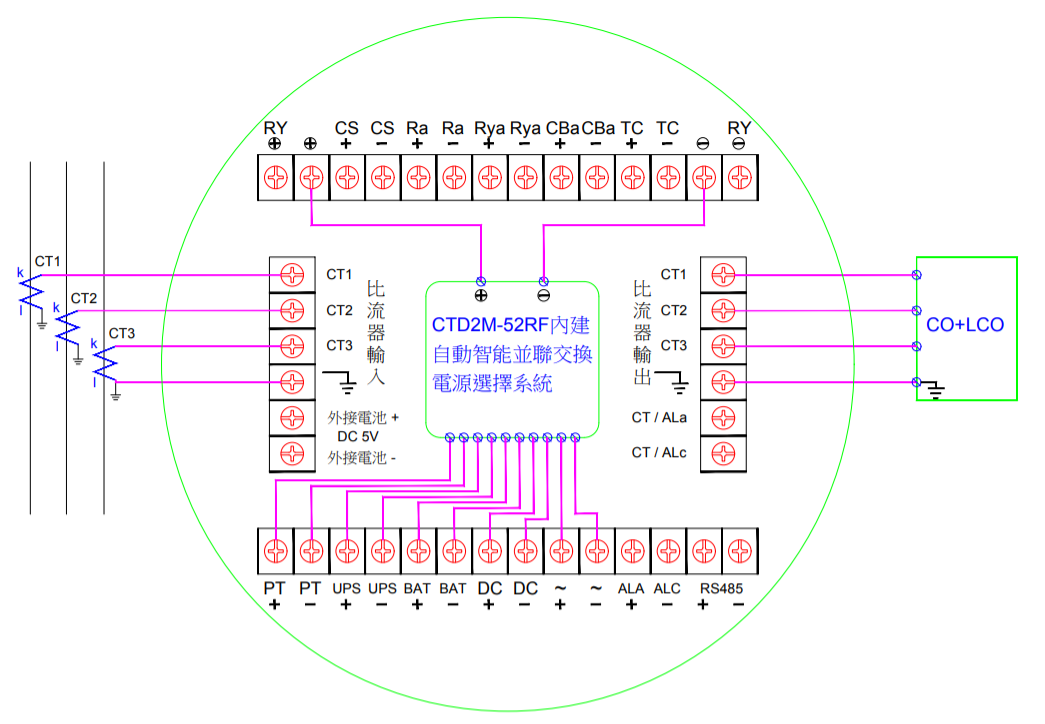 RY CS CS Ra Ra Rya Rya CBa CBa TC TC RY
⊕ ⊕ + - + - + - + - + - ⊖ ⊖
k CT1
l
k CT2
l
k CT3
l
CT1
CT2
CT3
比流器輸入
外接電池 +
DC 5V
外接電池 -
⊕ ⊖
CTD2M-52RF內建
自動智能並聯交換
電源選擇系統
比流器輸出
CT1
CT2
CT3
CT / ALa
CT / ALc
CO+LCO
PT PT UPS UPS BAT BAT DC DC ~ ~ ALA ALC RS485
+ - + - + - + - + - + - + -